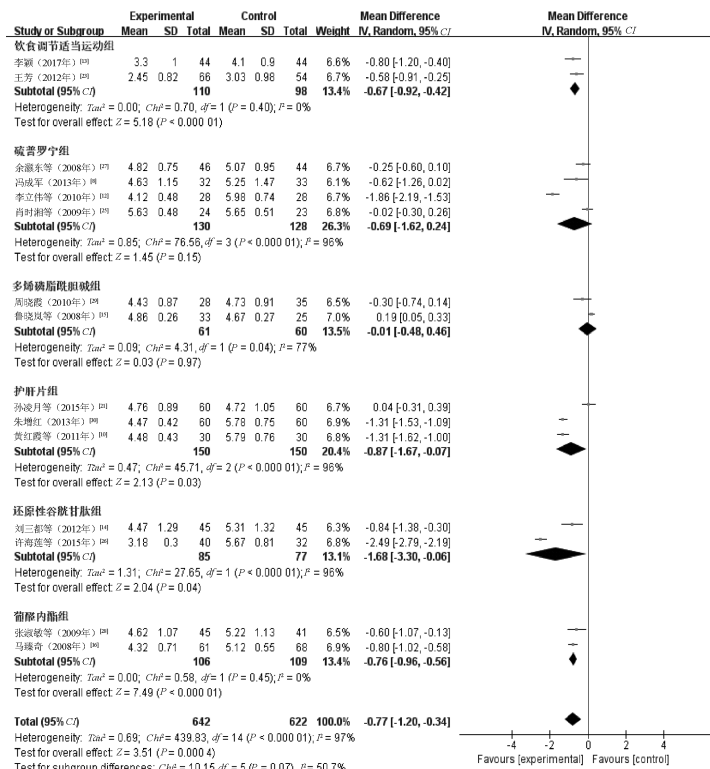 Experimental Control Mean Difference Mean Difference
Study or Subgroup Mean SD Total Mean SD Total Weight IV, Random, 95% CI IV, Random, 95% CI
饮食调节适当运动组
李颖（2017年）[13] 3.3 1 44 4.1 0.9 44 6.6% -0.80 [-1.20, -0.40]
王芳（2012年）[23] 2.45 0.82 66 3.03 0.98 54 6.8% -0.58 [-0.91, -0.25]
Subtotal (95% CI) 110 98 13.4% -0.67 [-0.92, -0.42]
Heterogeneity: Tau² = 0.00; Chi² = 0.70, df = 1 (P = 0.40); I² = 0%
Test for overall effect: Z = 5.18 (P < 0.000 01)
硫普罗宁组
余灏东等（2008年）[27] 4.82 0.75 46 5.07 0.95 44 6.7% -0.25 [-0.60, 0.10]
冯成军（2013年）[8] 4.63 1.15 32 5.25 1.47 33 6.0% -0.62 [-1.26, 0.02]
李立伟等（2010年）[12] 4.12 0.48 28 5.98 0.74 28 6.8% -1.86 [-2.19, -1.53]
肖时湘等（2009年）[25] 5.63 0.48 24 5.65 0.51 23 6.9% -0.02 [-0.30, 0.26]
Subtotal (95% CI) 130 128 26.3% -0.69 [-1.62, 0.24]
Heterogeneity: Tau² = 0.85; Chi² = 76.56, df = 3 (P < 0.000 01); I² = 96%
Test for overall effect: Z = 1.45 (P = 0.15)
多烯磷脂酰胆碱组
周晓霞（2010年）[29] 4.43 0.87 28 4.73 0.91 35 6.5% -0.30 [-0.74, 0.14]
鲁晓岚等（2008年）[15] 4.86 0.26 33 4.67 0.27 25 7.0% 0.19 [0.05, 0.33]
Subtotal (95% CI) 61 60 13.5% -0.01 [-0.48, 0.46]
Heterogeneity: Tau² = 0.09; Chi² = 4.31, df = 1 (P = 0.04); I² = 77%
Test for overall effect: Z = 0.03 (P = 0.97)
护肝片组
孙凌月等（2015年）[21] 4.76 0.89 60 4.72 1.05 60 6.7% 0.04 [-0.31, 0.39]
朱增红（2013年）[30] 4.47 0.42 60 5.78 0.75 60 6.9% -1.31 [-1.53, -1.09]
黄红霞等（2011年）[10] 4.48 0.43 30 5.79 0.76 30 6.8% -1.31 [-1.62, -1.00]
Subtotal (95% CI) 150 150 20.4% -0.87 [-1.67, -0.07]
Heterogeneity: Tau² = 0.47; Chi² = 45.71, df = 2 (P < 0.000 01); I² = 96%
Test for overall effect: Z = 2.13 (P = 0.03)
还原性谷胱甘肽组
刘三都等（2012年）[14] 4.47 1.29 45 5.31 1.32 45 6.3% -0.84 [-1.38, -0.30]
许海莲等（2015年）[26] 3.18 0.3 40 5.67 0.81 32 6.8% -2.49 [-2.79, -2.19]
Subtotal (95% CI) 85 77 13.1% -1.68 [-3.30, -0.06]
Heterogeneity: Tau² = 1.31; Chi² = 27.65, df = 1 (P < 0.000 01); I² = 96%
Test for overall effect: Z = 2.04 (P = 0.04)
葡醛内酯组
张淑敏等（2009年）[28] 4.62 1.07 45 5.22 1.13 41 6.5% -0.60 [-1.07, -0.13]
马臻奇（2008年）[16] 4.32 0.71 61 5.12 0.55 68 6.9% -0.80 [-1.02, -0.58]
Subtotal (95% CI) 106 109 13.4% -0.76 [-0.96, -0.56]
Heterogeneity: Tau² = 0.00; Chi² = 0.58, df = 1 (P = 0.45); I² = 0%
Test for overall effect: Z = 7.49 (P < 0.000 01)
Total (95% CI) 642 622 100.0% -0.77 [-1.20, -0.34]
Heterogeneity: Tau² = 0.69; Chi² = 439.83, df = 14 (P < 0.000 01); I² = 97%
Test for overall effect: Z = 3.51 (P = 0.000 4)
Test for subgroup differences: Chi² = 10.15, df = 5 (P = 0.07), I² = 50.7%
-4 -2 0 2 4
Favours [experimental] Favours [control]